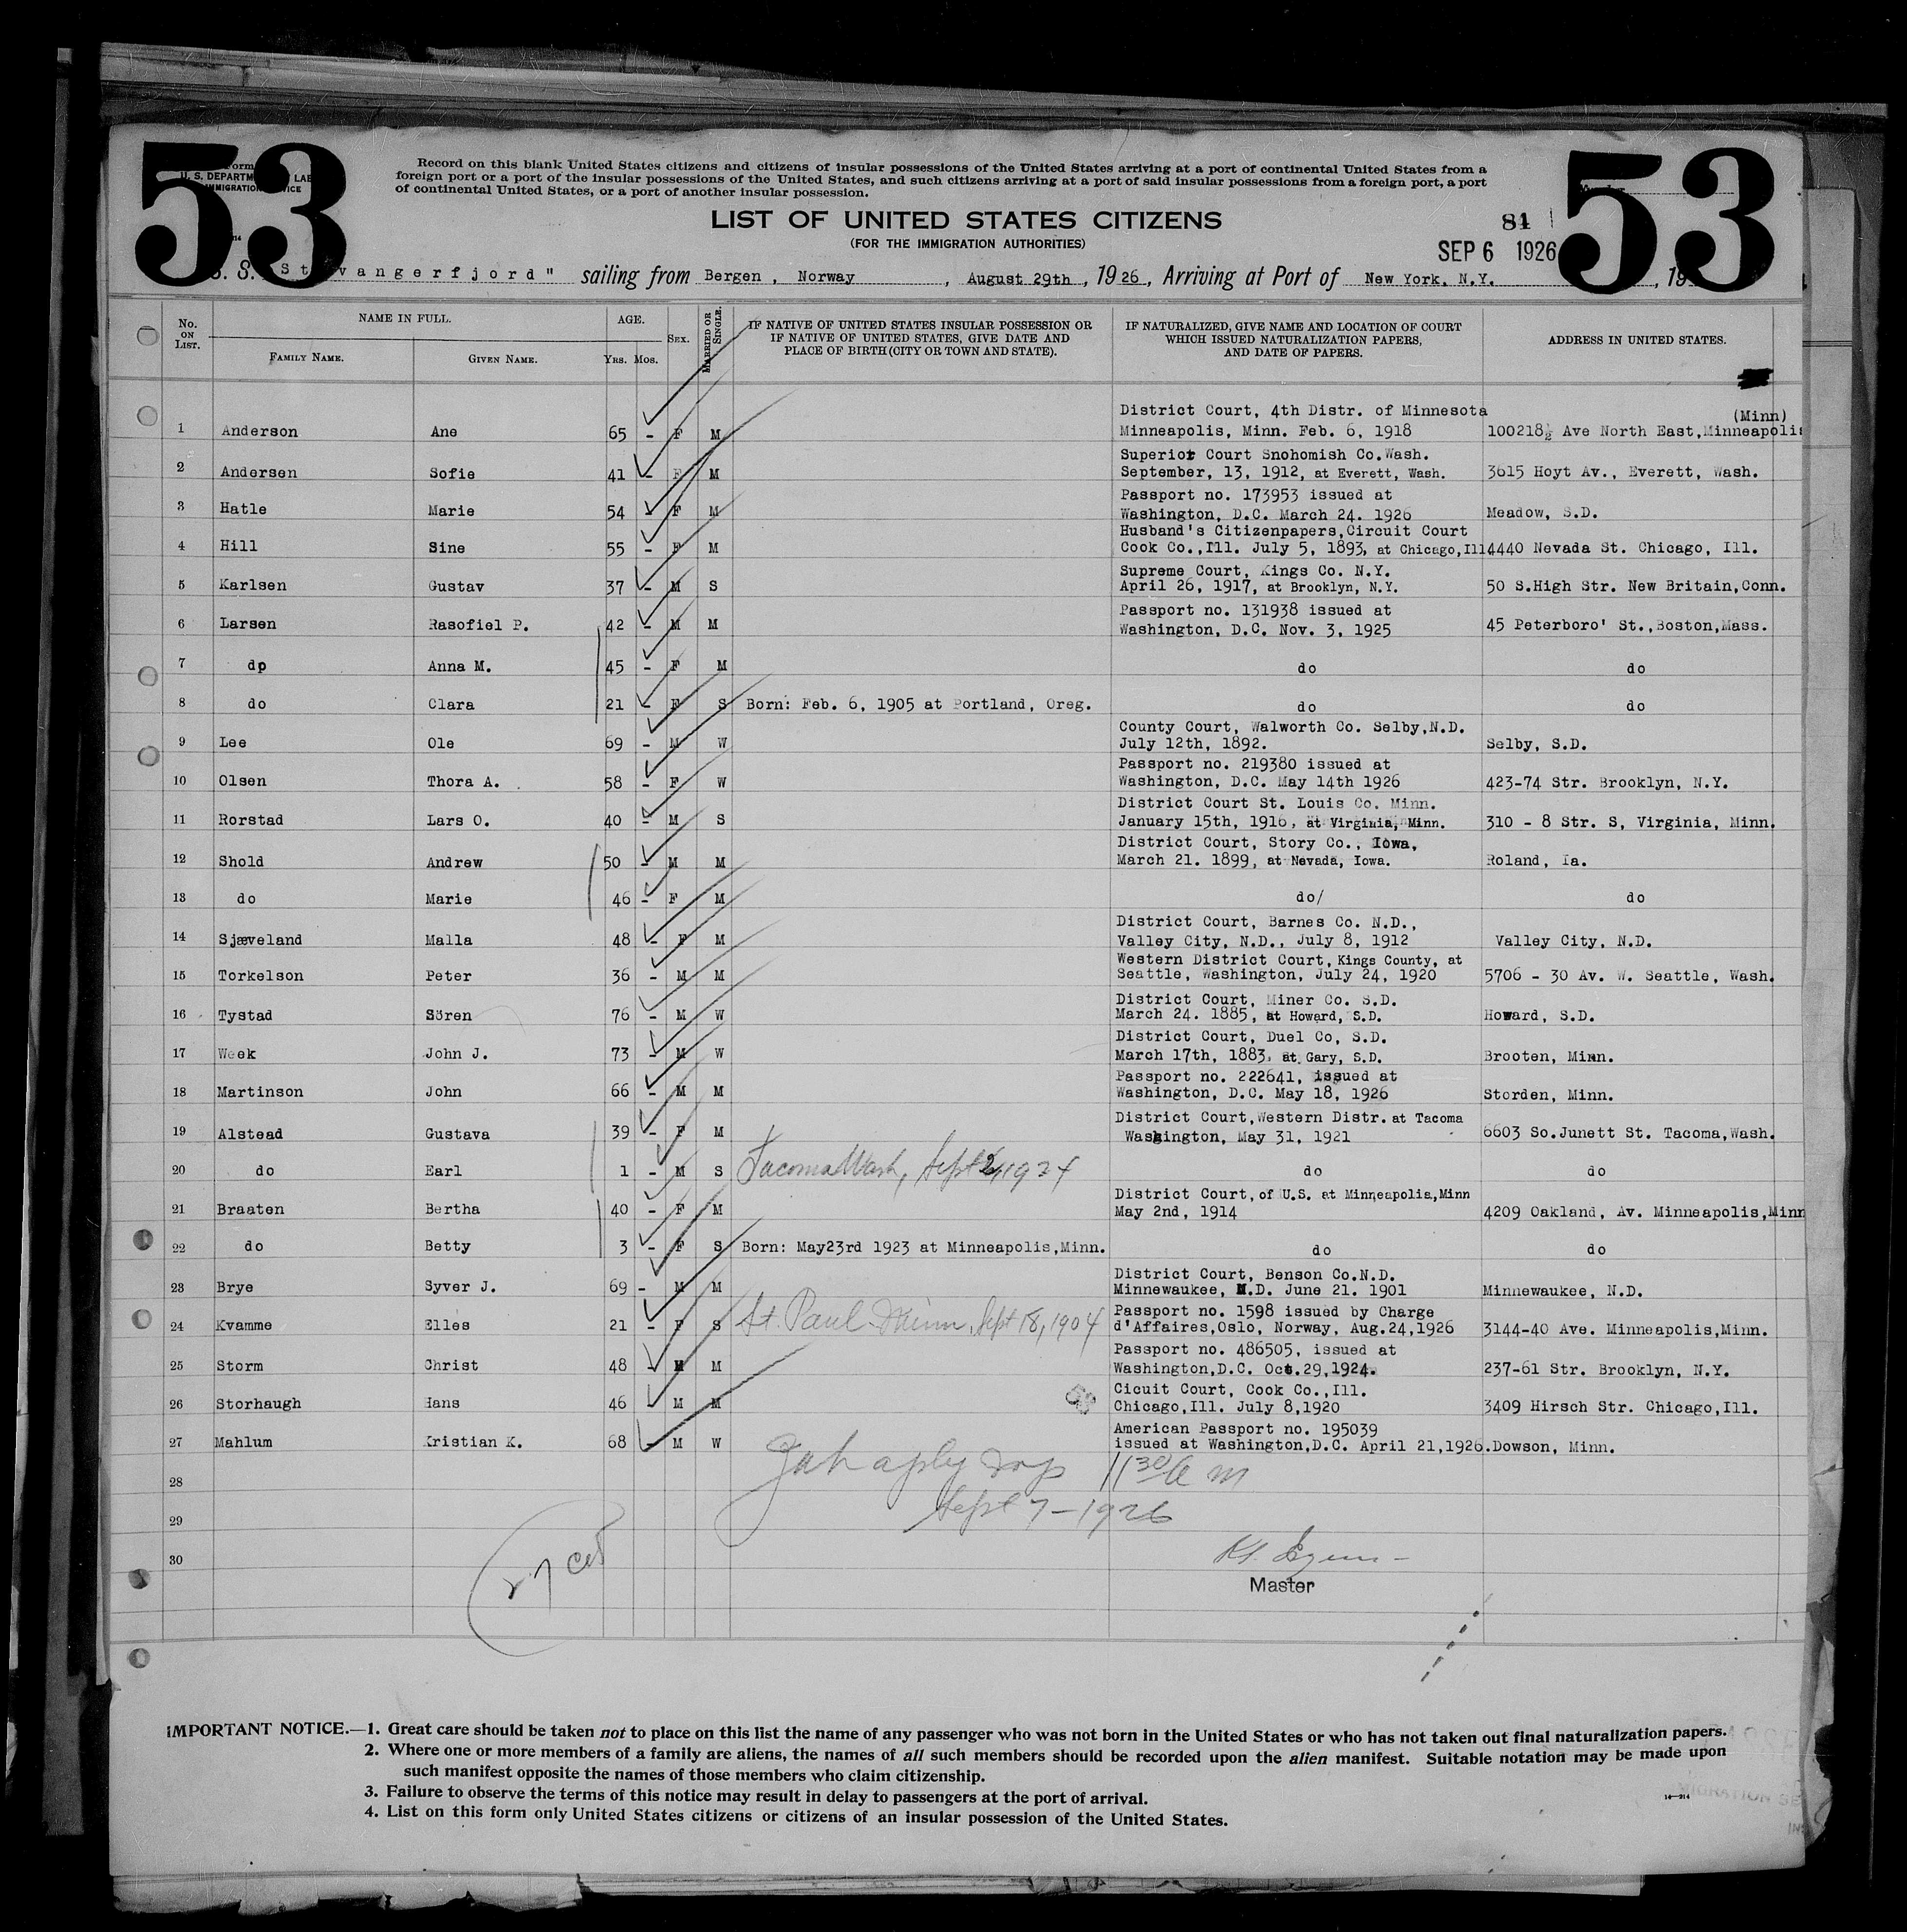 53
53
Form
U. S. DEPARTM LAB
IMMIGRATION VICE
Record on this blank United States citizens and citizens of insular possessions of the United States arriving at a port of continental United States from a
foreign port or a port of the insular possessions of the United States, and such citizens arriving at a port of said insular possessions from a foreign port, a port
of continental United States, or a port of another insular possession.
LIST OF UNITED STATES CITIZENS
(FOR THE IMMIGRATION AUTHORITIES)
81
SEP 6 1926
S. S. "Stavangerfjord" sailing from Bergen, Norway, August 29th, 1926, Arriving at Port of New York, N.Y., 19
No. ON LIST.
NAME IN FULL.
FAMILY NAME.
GIVEN NAME.
AGE.
YRS. MOS.
SEX.
MARRIED OR SINGLE.
IF NATIVE OF UNITED STATES INSULAR POSSESSION OR
IF NATIVE OF UNITED STATES, GIVE DATE AND
PLACE OF BIRTH (CITY OR TOWN AND STATE).
IF NATURALIZED, GIVE NAME AND LOCATION OF COURT
WHICH ISSUED NATURALIZATION PAPERS,
AND DATE OF PAPERS.
ADDRESS IN UNITED STATES.
District Court, 4th Distr. of Minnesota (Minn)
1 Anderson Ane 65 - F M Minneapolis, Minn. Feb. 6, 1918 100218½ Ave North East,Minneapolis
Superior Court Snohomish Co.Wash.
2 Andersen Sofie 41 - F M September, 13, 1912, at Everett, Wash. 3615 Hoyt Av., Everett, Wash.
Passport no. 173953 issued at
3 Hatle Marie 54 - F M Washington, D.C. March 24. 1926 Meadow, S.D.
Husband's Citizenpapers,Circuit Court
4 Hill Sine 55 - F M Cook Co.,Ill. July 5, 1893, at Chicago,Ill 4440 Nevada St. Chicago, Ill.
Supreme Court, Kings Co. N.Y.
5 Karlsen Gustav 37 - M S April 26, 1917, at Brooklyn, N.Y. 50 S.High Str. New Britain,Conn.
Passport no. 131938 issued at
6 Larsen Rasofiel P. 42 - M M Washington, D.C. Nov. 3, 1925 45 Peterboro' St.,Boston,Mass.
7 dp Anna M. 45 - F M do do
8 do Clara 21 - F S Born: Feb. 6, 1905 at Portland, Oreg. do do
County Court, Walworth Co. Selby,N.D.
9 Lee Ole 69 - M W July 12th, 1892. Selby, S.D.
Passport no. 219380 issued at
10 Olsen Thora A. 58 - F W Washington, D.C. May 14th 1926 423-74 Str. Brooklyn, N.Y.
District Court St. Louis Co. Minn.
11 Rorstad Lars O. 40 - M S January 15th, 1916, at Virginia, Minn. 310 - 8 Str. S, Virginia, Minn.
District Court, Story Co., Iowa,
12 Shold Andrew 50 - M M March 21. 1899, at Nevada, Iowa. Roland, Ia.
13 do Marie 46 - F M do/ do
District Court, Barnes Co. N.D.,
14 Sjæveland Malla 48 - F M Valley City, N.D., July 8, 1912 Valley City, N.D.
Western District Court, Kings County, at
15 Torkelson Peter 36 - M M Seattle, Washington, July 24, 1920 5706 - 30 Av. W. Seattle, Wash.
District Court, Miner Co. S.D.
16 Tystad Sören 76 - M W March 24. 1885, at Howard, S.D. Howard, S.D.
District Court, Duel Co, S.D.
17 Week John J. 73 - M W March 17th, 1883. at Gary, S.D. Brooten, Minn.
Passport no. 222641, issued at
18 Martinson John 66 - M M Washington, D.C. May 18, 1926 Storden, Minn.
District Court,Western Distr. at Tacoma
19 Alstead Gustava 39 - F M Washington, May 31, 1921 6603 So.Junett St. Tacoma,Wash.
20 do Earl 1 - M S Tacoma Wash, Sept 2, 1924 do do
District Court, of U.S. at Minneapolis,Minn
21 Braaten Bertha 40 - F M May 2nd, 1914 4209 Oakland, Av. Minneapolis,Minn
22 do Betty 3 - F S Born: May23rd 1923 at Minneapolis,Minn. do do
District Court, Benson Co.N.D.
23 Brye Syver J. 69 - M M Minnewaukee, N.D. June 21. 1901 Minnewaukee, N.D.
Passport no. 1598 issued by Charge
24 Kvamme Elles 21 - F S St. Paul Minn, Sept 18, 1904 d'Affaires,Oslo, Norway, Aug.24,1926 3144-40 Ave. Minneapolis,Minn.
Passport no. 486505, issued at
25 Storm Christ 48 - M M Washington,D.C. Oct.29,1924. 237-61 Str. Brooklyn, N.Y.
Cicuit Court, Cook Co.,Ill.
26 Storhaugh Hans 46 - M M 53 Chicago,Ill. July 8,1920 3409 Hirsch Str. Chicago,Ill.
American Passport no. 195039
27 Mahlum Kristian K. 68 - M W issued at Washington,D.C. April 21,1926. Dowson, Minn.
28 11 30/ A M
29 Sept 7 - 1926
30
27
Master
IMPORTANT NOTICE.—1. Great care should be taken not to place on this list the name of any passenger who was not born in the United States or who has not taken out final naturalization papers.
2. Where one or more members of a family are aliens, the names of all such members should be recorded upon the alien manifest. Suitable notation may be made upon
such manifest opposite the names of those members who claim citizenship.
3. Failure to observe the terms of this notice may result in delay to passengers at the port of arrival.
4. List on this form only United States citizens or citizens of an insular possession of the United States.
14—214